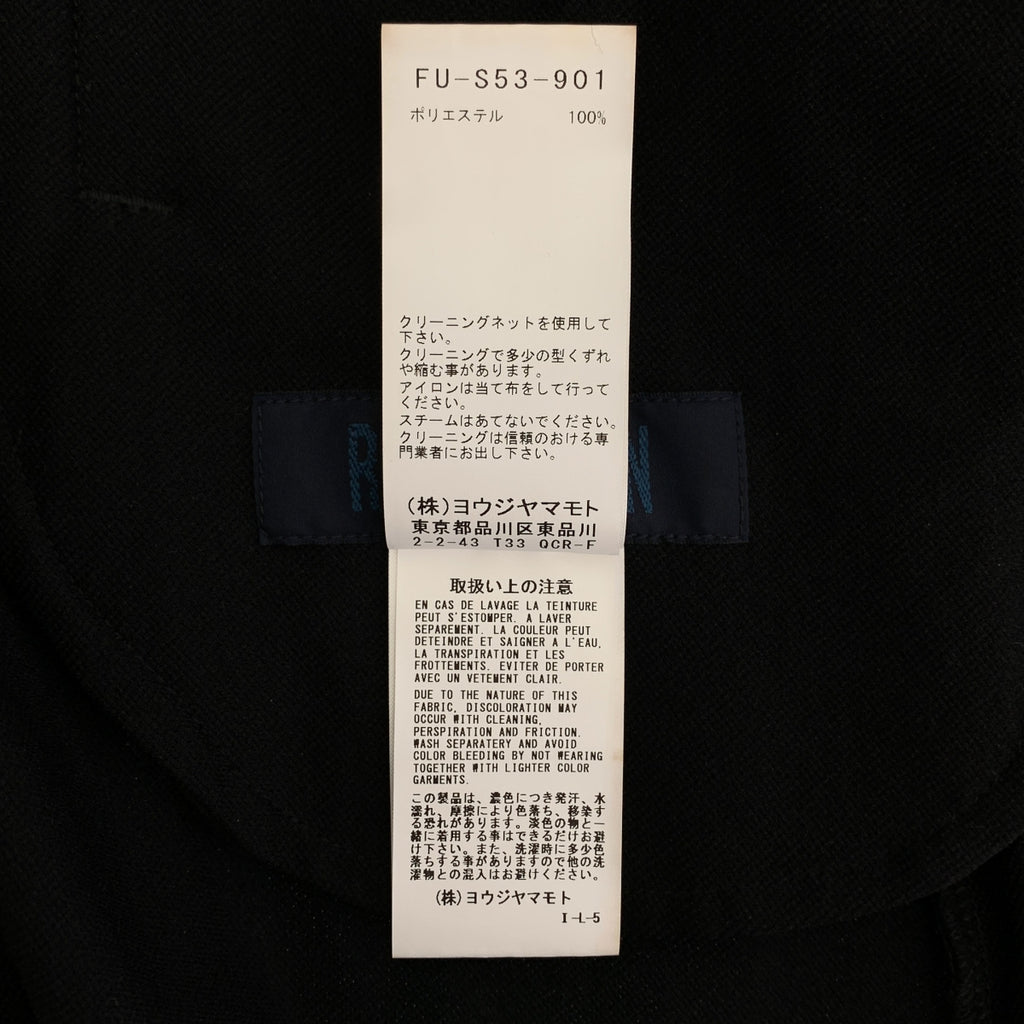 FU-S53-901
ポリエステル 100%
クリーニングネットを使用して
下さい。
クリーニングで多少の型くずれ
や縮む事があります。
アイロンは当て布をして行って
ください。
スチームはあてないでください。
クリーニングは信頼のおける専
門業者にお出し下さい。
(株)ヨウジヤマモト
東京都品川区東品川
2-2-43 T33 QCR-F
取扱い上の注意
EN CAS DE LAVAGE LA TEINTURE
PEUT S'ESTOMPER. A LAVER
SEPAREMENT. LA COULEUR PEUT
DETEINDRE ET SAIGNER A L'EAU,
LA TRANSPIRATION ET LES
FROTTEMENTS. EVITER DE PORTER
AVEC UN VETEMENT CLAIR.
DUE TO THE NATURE OF THIS
FABRIC, DISCOLORATION MAY
OCCUR WITH CLEANING,
PERSPIRATION AND FRICTION.
WASH SEPARATERY AND AVOID
COLOR BLEEDING BY NOT WEARING
TOGETHER WITH LIGHTER COLOR
GARMENTS.
この製品は、濃色につき発汗、水
濡れ、摩擦により色落ち、移染す
る恐れがあります。淡色の物と一
緒に着用する事はできるだけお避
け下さい。また、洗濯時に多少色
落ちする事がありますので他の洗
濯物との混入はお避けください。
(株)ヨウジヤマモト
I-L-5